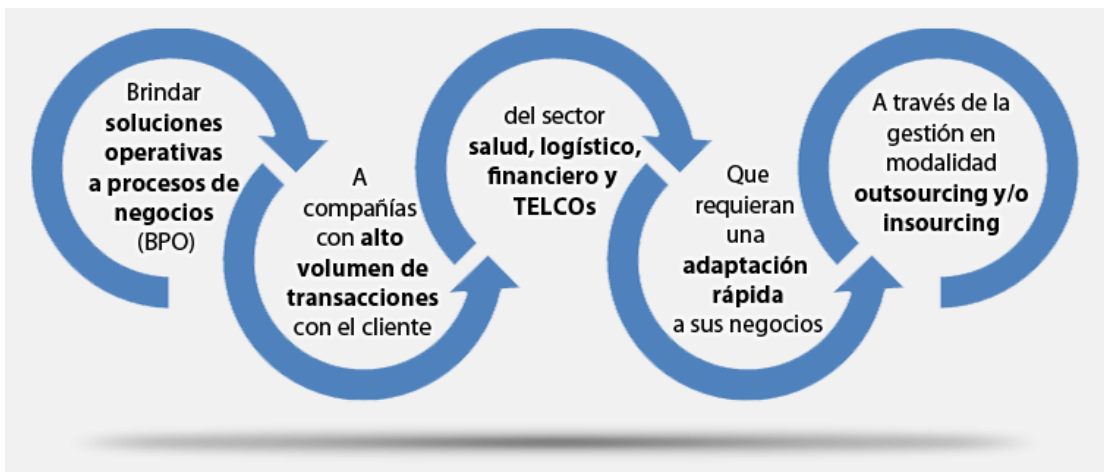 Brindar
soluciones
operativas
a procesos de
negocios
(BPO)
A
compañías
con alto
volumen de
transacciones
con el cliente
del sector
salud, logístico,
financiero y
TELCOs
Que
requieran
una
adaptación
rápida
a sus negocios
A través de la
gestión en
modalidad
outsourcing y/o
insourcing